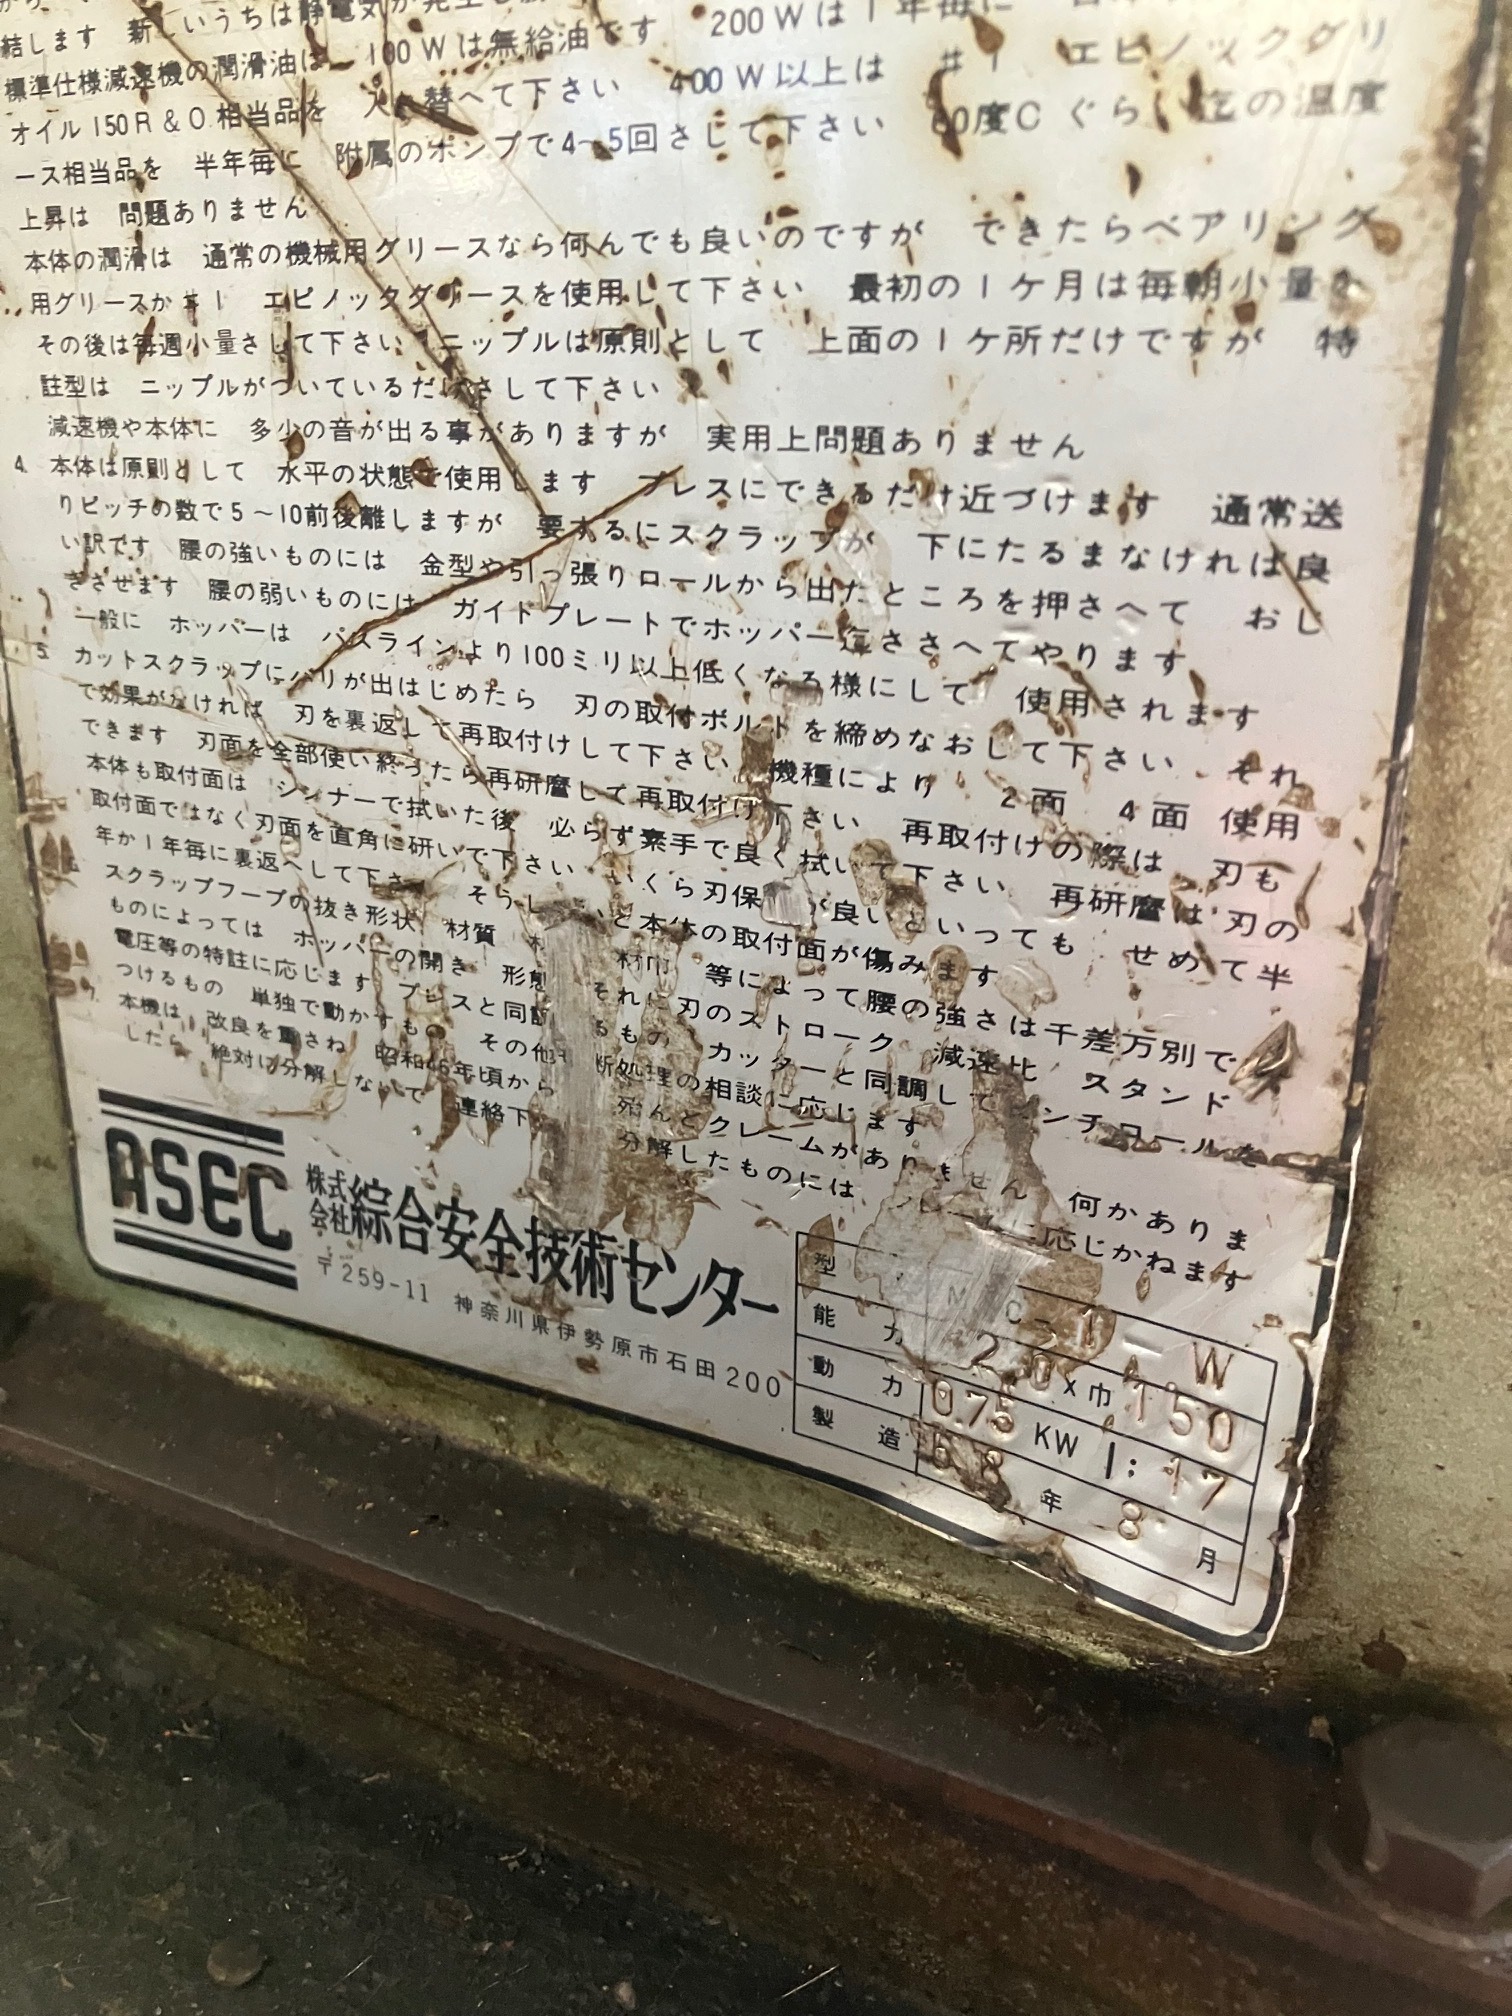 結します 新しいうちは静電気が発生し
標準仕様減速機の潤滑油は 100Wは無給油です 200Wは1年毎に
オイル150R&O相当品を 入れ替へて下さい 400W以上は #1 エピノックグリ
ース相当品を 半年毎に 附属のポンプで4~5回さして下さい 60度Cぐらい迄の温度
上昇は 問題ありません
本体の潤滑は 通常の機械用グリースなら何んでも良いのですが できたらベアリング
用グリースか#1 エピノックグリースを使用して下さい 最初の1ケ月は毎朝小量か
その後は毎週小量さして下さい ニップルは原則として 上面の1ケ所だけですが 特
註型は ニップルがついているだけさして下さい
減速機や本体に 多少の音が出る事がありますが 実用上問題ありません
4. 本体は原則として 水平の状態で使用します プレスにできるだけ近づけます 通常送
りピッチの数で5~10前後離しますが 要するにスクラップが 下にたるまなければ良
い訳です 腰の強いものには 金型や引っ張りロールから出たところを押さへて おじ
ぎさせます 腰の弱いものには ガイドプレートでホッパー迄ささへてやります
一般に ホッパーは パスラインより100ミリ以上低くなる様にして 使用されます
5. カットスクラップにバリが出はじめたら 刃の取付ボルトを締めなおして下さい それ
で効果がなければ 刃を裏返して再取付けして下さい 機種により 2面 4面 使用
できます 刃面を全部使い終ったら再研麿して再取付け下さい 再取付けの際は 刃も
本体も取付面は シンナーで拭いた後 必らず素手で良く拭いて下さい 再研麿は 刃の
取付面ではなく刃面を直角に研いで下さい いくら刃保 が良いといっても せめて半
年か1年毎に裏返へして下さ そうし いと本体の取付面が傷みます
スクラップフープの抜き形状 材質 材巾 等によって腰の強さは千差万別で
ものによっては ホッパーの開き 形態 それに 刃のストローク 減速比 スタンド
電圧等の特註に応じます プレスと同調 るもの カッターと同調して ンチロールを
つけるもの 単独で動かすもの その他 断処理の相談に応じます
7. 本機は 改良を重さね 昭和46年頃から 殆んどクレームがありません 何かありま
したら 絶対に分解しないで 連絡下 分解したものには クレームに応じかねます
ASEC 株式会社 綜合安全技術センター
〒259-11 神奈川県伊勢原市石田200
型 W
能力 2.0×巾150
動力 0.75KW 1:17
製造 年8月